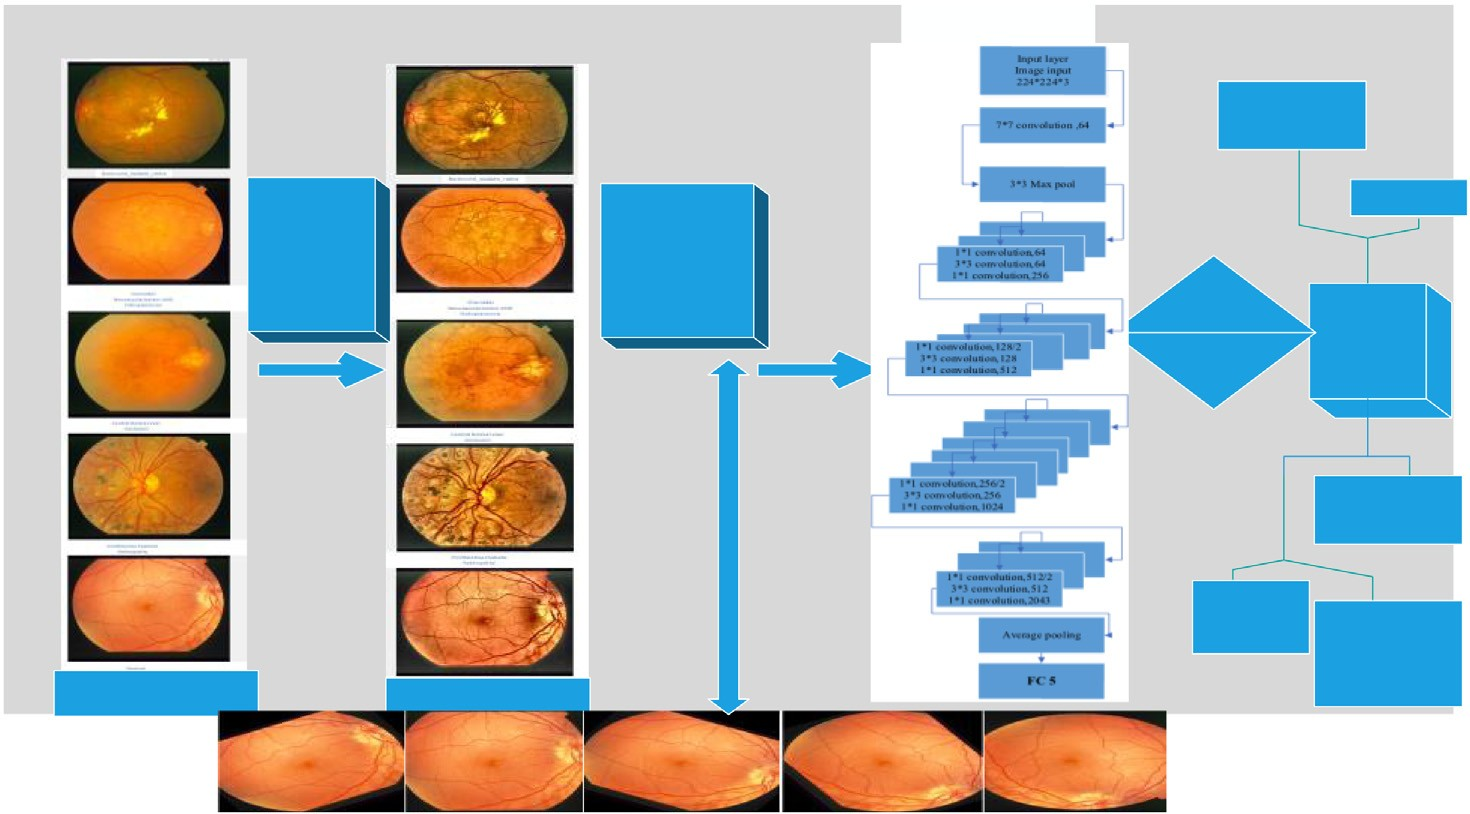 Input layer
Image input
224*224*3
7*7 convolution ,64
3*3 Max pool
1*1 convolution,64
3*3 convolution,64
1*1 convolution,256
1*1 convolution,128/2
3*3 convolution,128
1*1 convolution,512
1*1 convolution,256/2
3*3 convolution,256
1*1 convolution,1024
1*1 convolution,512/2
3*3 convolution,512
1*1 convolution,2043
Average pooling
FC 5